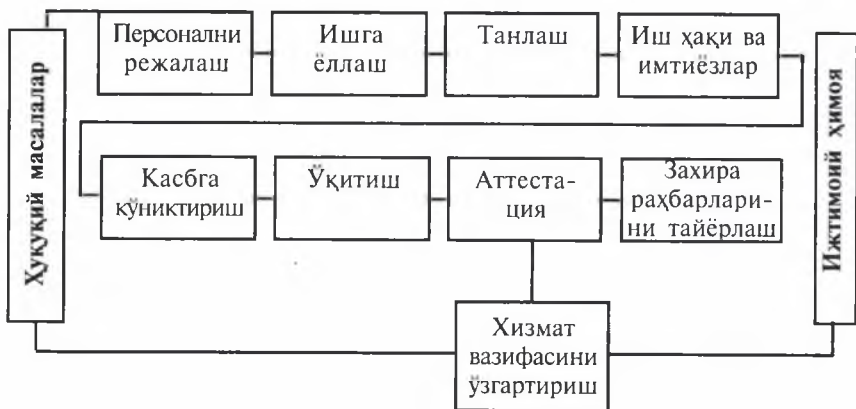 Ҳуқуқий масалалар
Персонални
режалаш
Ишга
ёллаш
Танлаш
Иш ҳақи ва
имтиёзлар
Касбга
кўниктириш
Ўқитиш
Аттеста-
ция
Захира
раҳбарлари-
ни тайёрлаш
Хизмат
вазифасини
ўзгартириш
Ижтимоий ҳимоя